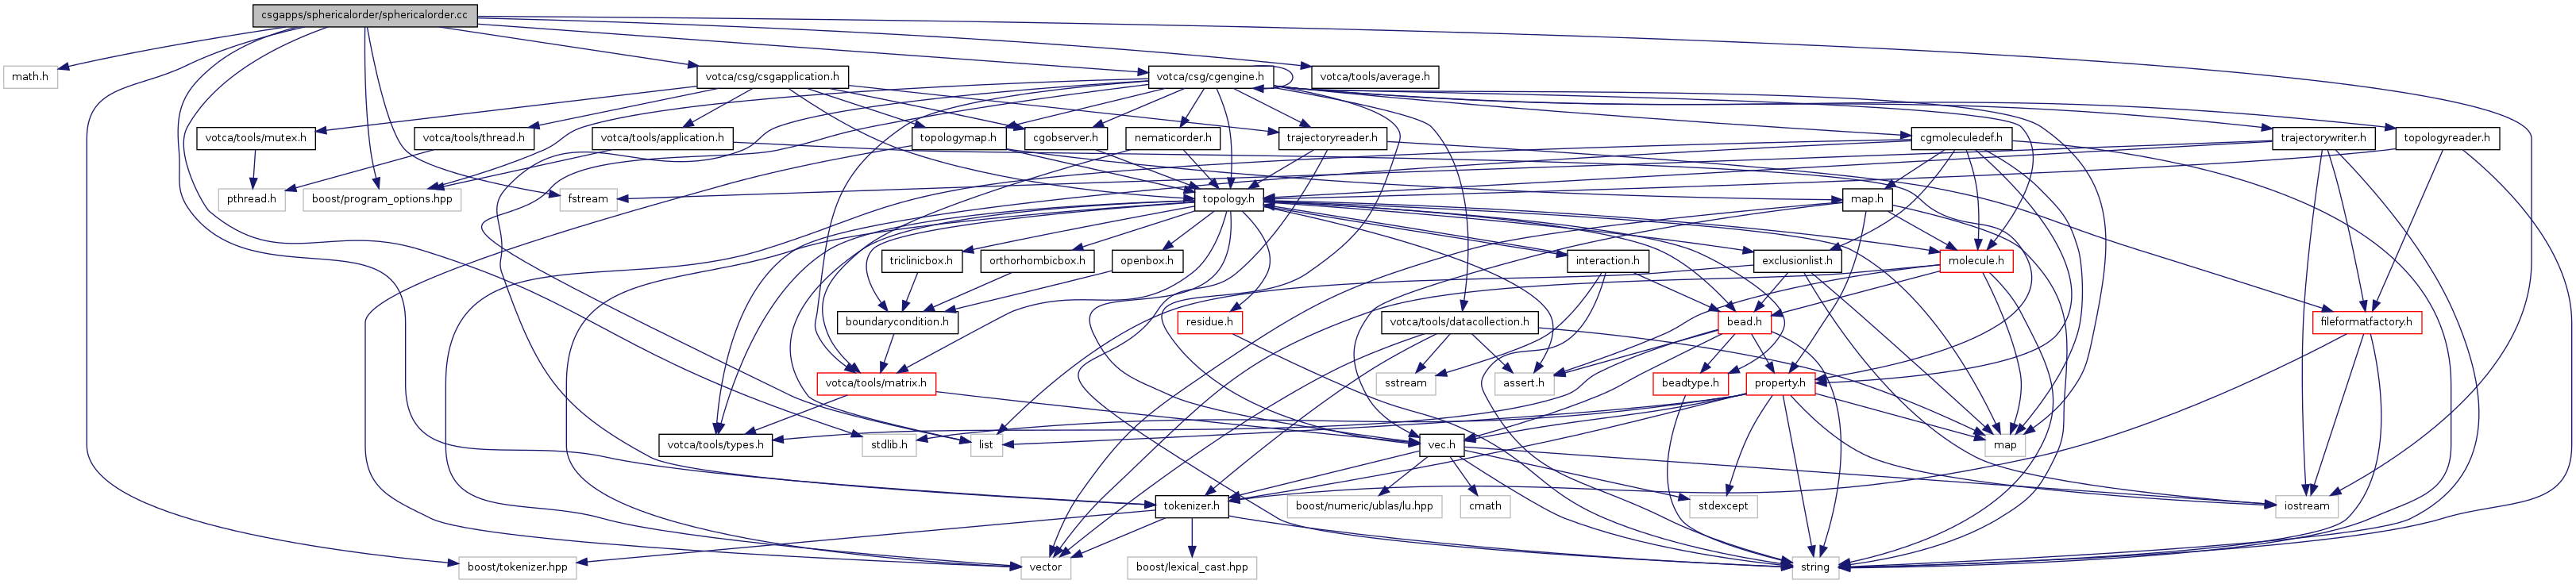 csgapps/sphericalorder/sphericalorder.cc
math.h
votca/csg/csgapplication.h
votca/csg/cgengine.h
votca/tools/average.h
votca/tools/mutex.h
votca/tools/thread.h
votca/tools/application.h
topologymap.h
cgobserver.h
nematicorder.h
trajectoryreader.h
cgmoleculedef.h
trajectorywriter.h
topologyreader.h
pthread.h
boost/program_options.hpp
fstream
topology.h
map.h
triclinicbox.h
orthorhombicbox.h
openbox.h
interaction.h
exclusionlist.h
molecule.h
boundarycondition.h
residue.h
votca/tools/datacollection.h
bead.h
fileformatfactory.h
votca/tools/matrix.h
sstream
assert.h
beadtype.h
property.h
votca/tools/types.h
stdlib.h
list
vec.h
map
tokenizer.h
boost/numeric/ublas/lu.hpp
cmath
stdexcept
iostream
boost/tokenizer.hpp
vector
boost/lexical_cast.hpp
string